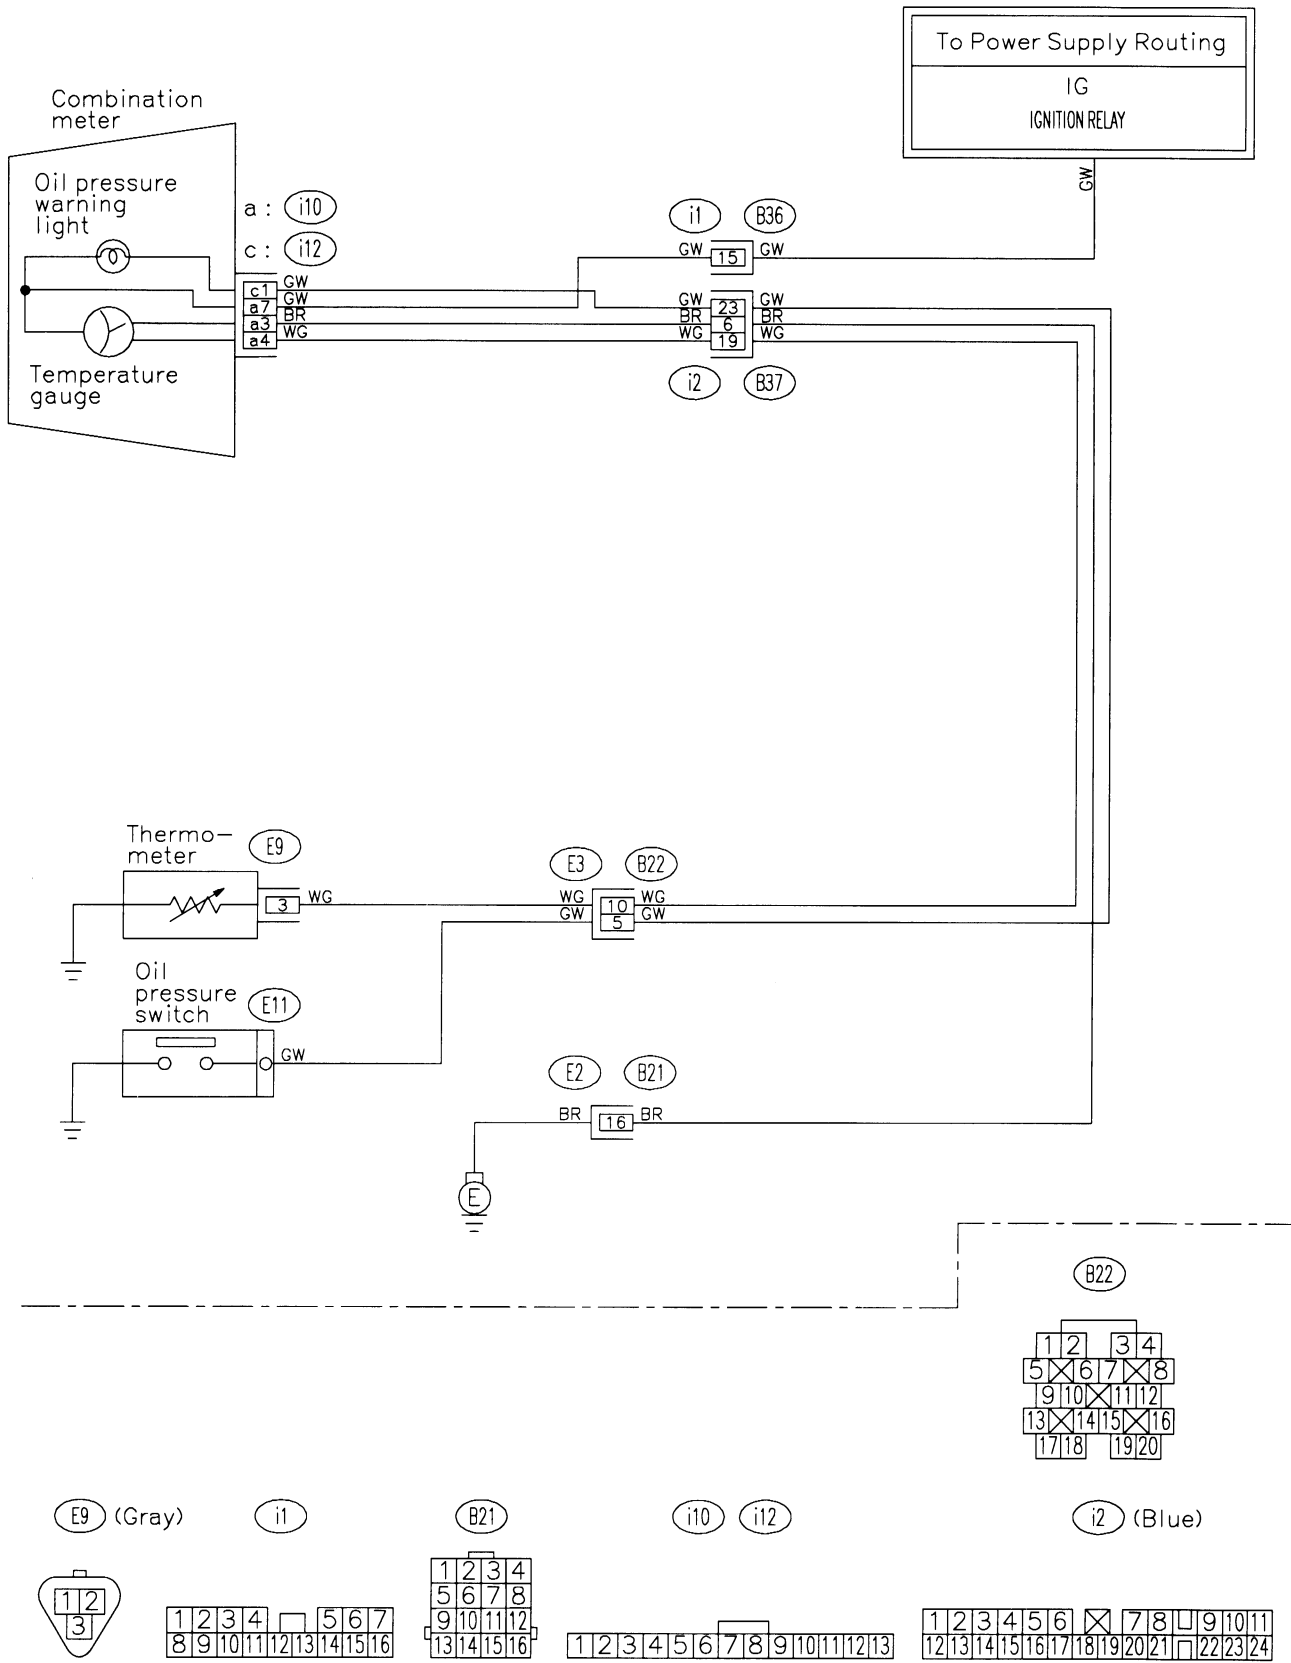 To Power Supply Routing
IG
IGNITION RELAY
GW
Combination
meter
Oil pressure
warning
light
a : i10
c : i12
i1 B36
GW 15 GW
c1 GW
a7 GW
a3 BR
a4 WG
GW 23 GW
BR 6 BR
WG 19 WG
i2 B37
Temperature
gauge
Thermo-
meter
E9
3 WG
E3 B22
WG 10 WG
GW 5 GW
Oil
pressure
switch
E11
GW
E2 B21
BR 16 BR
E
B22
1 2 3 4
5 6 7 8
9 10 11 12
13 14 15 16
17 18 19 20
E9 (Gray)
1 2
3
i1
1 2 3 4 5 6 7
8 9 10 11 12 13 14 15 16
B21
1 2 3 4
5 6 7 8
9 10 11 12
13 14 15 16
i10 i12
1 2 3 4 5 6 7 8 9 10 11 12 13
i2 (Blue)
1 2 3 4 5 6 7 8 9 10 11
12 13 14 15 16 17 18 19 20 21 22 23 24